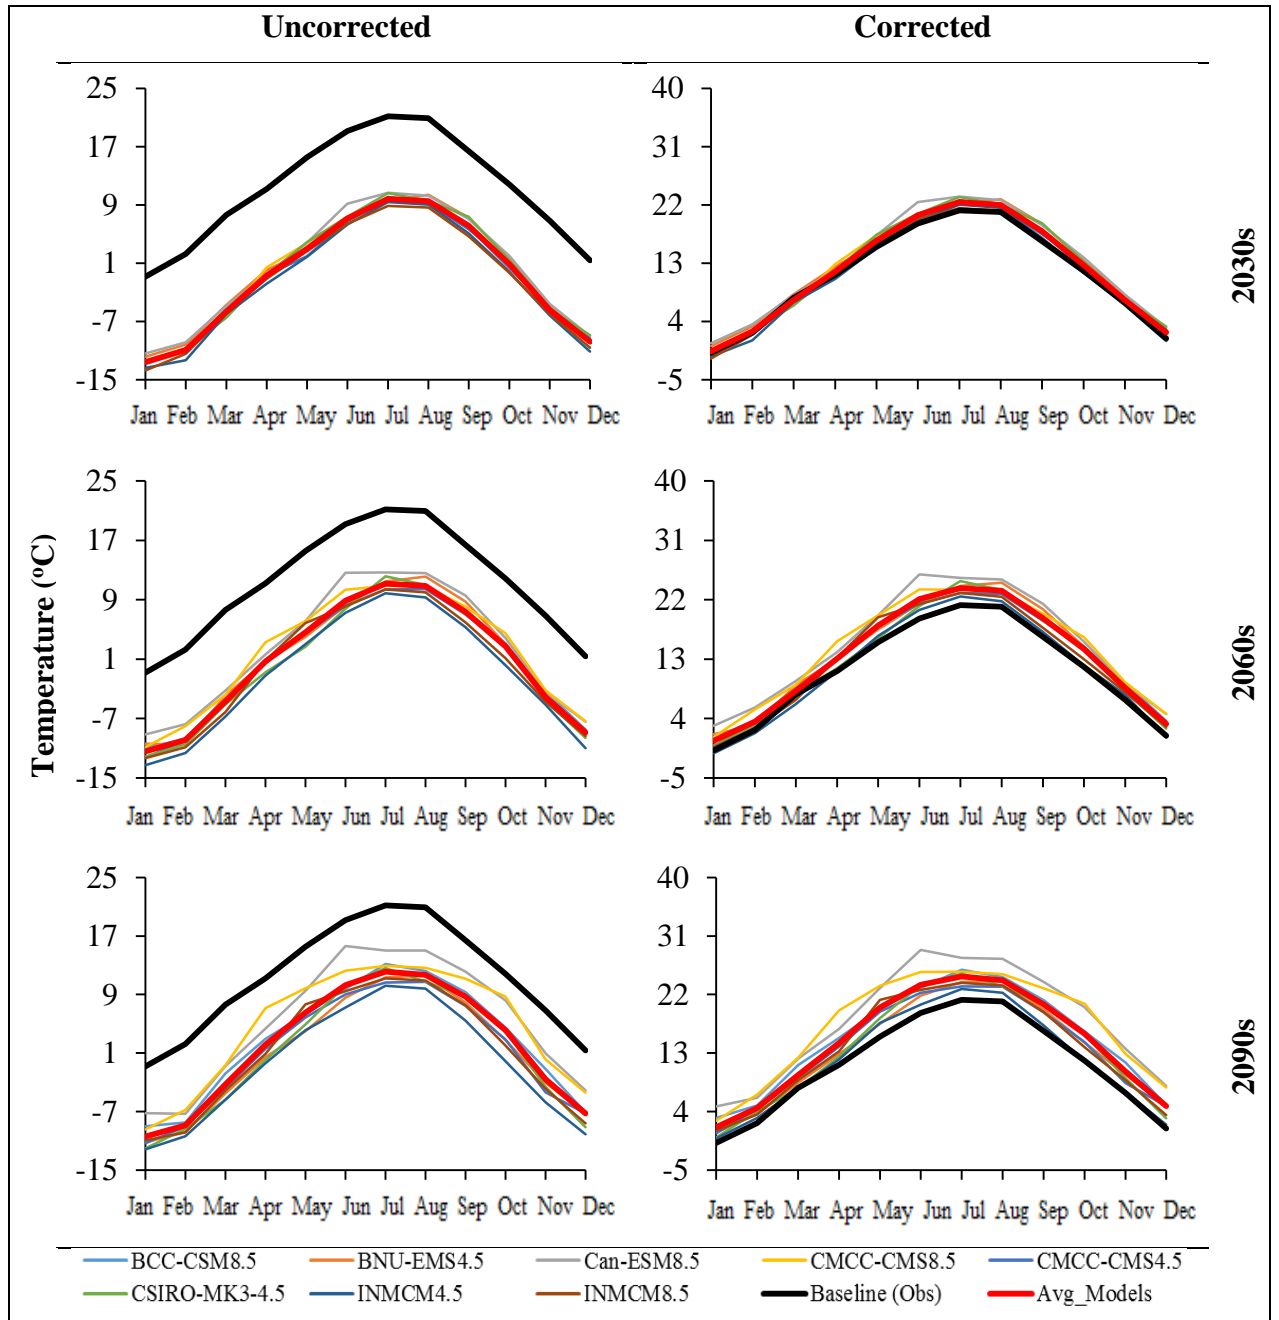 Uncorrected Corrected
25 40
17 31
9 22
1 13
-7 4
-15 -5
Jan Feb Mar Apr May Jun Jul Aug Sep Oct Nov Dec Jan Feb Mar Apr May Jun Jul Aug Sep Oct Nov Dec
2030s
25 40
17 31
9 22
1 13
-7 4
-15 -5
Jan Feb Mar Apr May Jun Jul Aug Sep Oct Nov Dec Jan Feb Mar Apr May Jun Jul Aug Sep Oct Nov Dec
Temperature (°C)
2060s
25 40
17 31
9 22
1 13
-7 4
-15 -5
Jan Feb Mar Apr May Jun Jul Aug Sep Oct Nov Dec Jan Feb Mar Apr May Jun Jul Aug Sep Oct Nov Dec
2090s
BCC-CSM8.5 BNU-EMS4.5 Can-ESM8.5 CMCC-CMS8.5 CMCC-CMS4.5
CSIRO-MK3-4.5 INMCM4.5 INMCM8.5 Baseline (Obs) Avg_Models